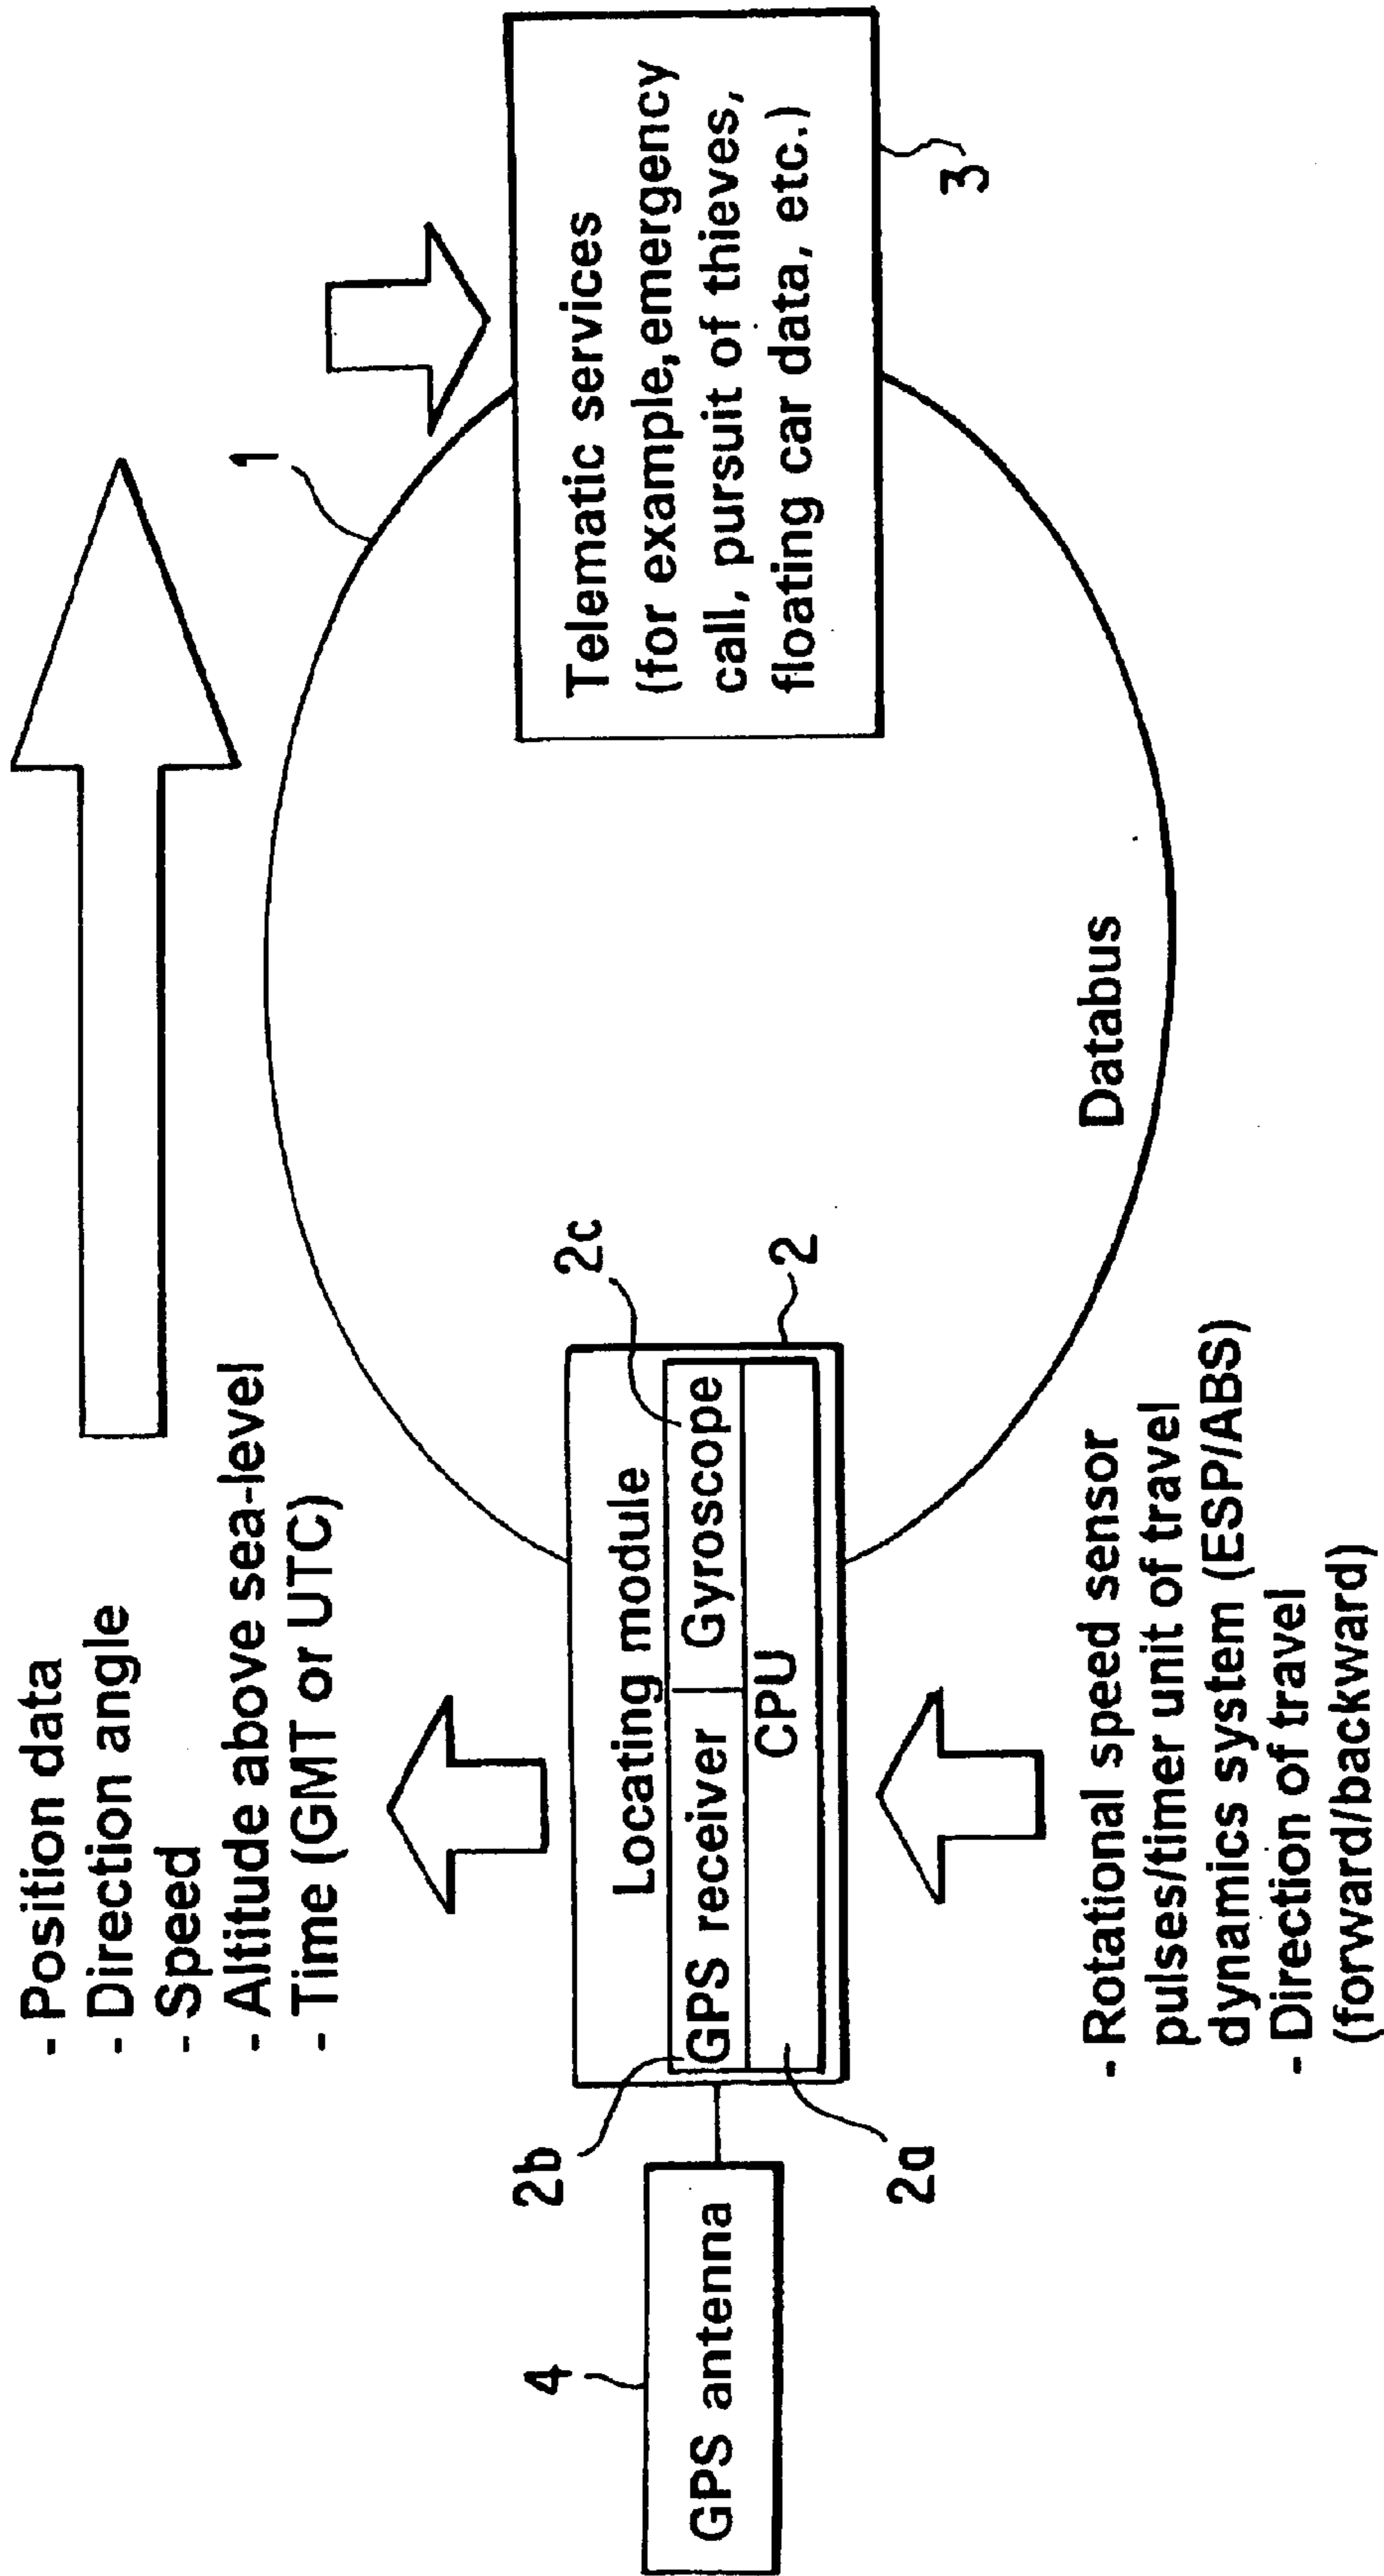 - Position data
- Direction angle
- Speed
- Altitude above sea-level
- Time (GMT or UTC)
1
4
GPS antenna
2b
2a
Locating module
GPS receiver
Gyroscope
CPU
2c
2
Telematic services
(for example,emergency
call, pursuit of thieves,
floating car data, etc.)
3
Databus
- Rotational speed sensor
pulses/timer unit of travel
dynamics system (ESP/ABS)
- Direction of travel
(forward/backward)